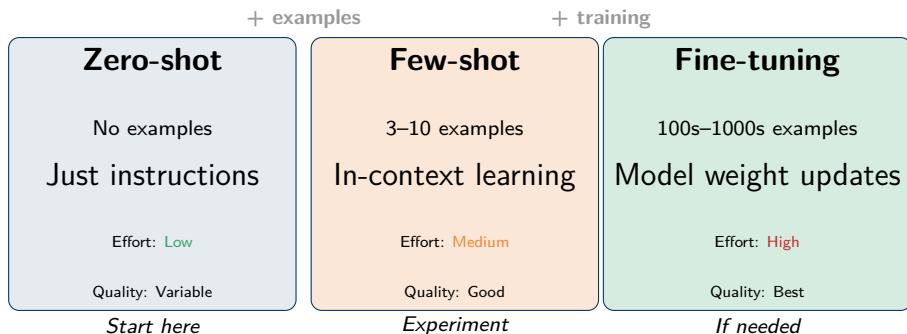 + examples
+ training
Zero-shot
No examples
Just instructions
Effort: Low
Quality: Variable
Start here
Few-shot
3–10 examples
In-context learning
Effort: Medium
Quality: Good
Experiment
Fine-tuning
100s–1000s examples
Model weight updates
Effort: High
Quality: Best
If needed